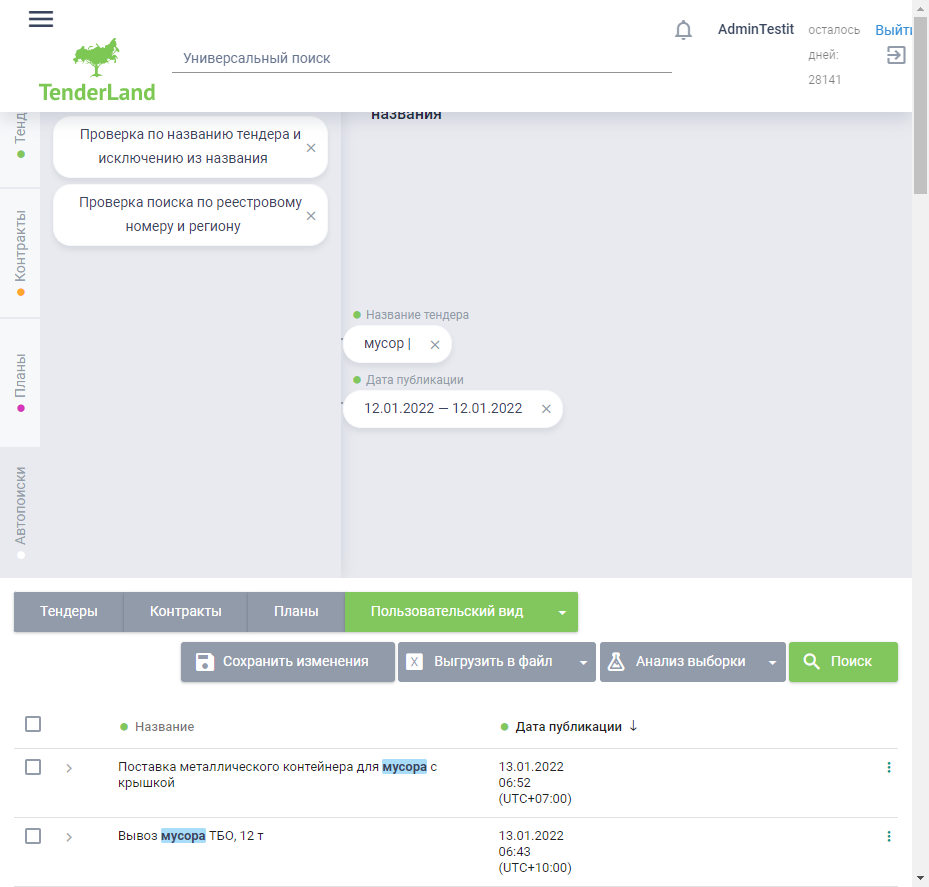 AdminTestit
осталось
дней:
28141
Выйти
Универсальный поиск
TenderLand
названия
Тенд
Проверка по названию тендера и
исключению из названия
Проверка поиска по реестровому
номеру и региону
Контракты
Планы
Автопоиски
Название тендера
мусор |
Дата публикации
12.01.2022 — 12.01.2022
Тендеры Контракты Планы Пользовательский вид
Сохранить изменения X Выгрузить в файл Анализ выборки Поиск
Название Дата публикации ↓
Поставка металлического контейнера для мусора с
крышкой
13.01.2022
06:52
(UTC+07:00)
Вывоз мусора ТБО, 12 т
13.01.2022
06:43
(UTC+10:00)